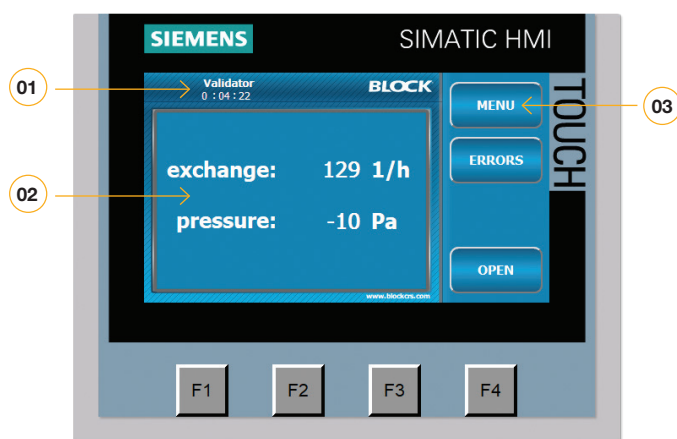 SIEMENS
SIMATIC HMI
TOUCH
01
Validator
0 : 04 : 22
BLOCK
MENU
03
exchange: 129 1/h
ERRORS
02
pressure: -10 Pa
OPEN
www.blockcrs.com
F1 F2 F3 F4